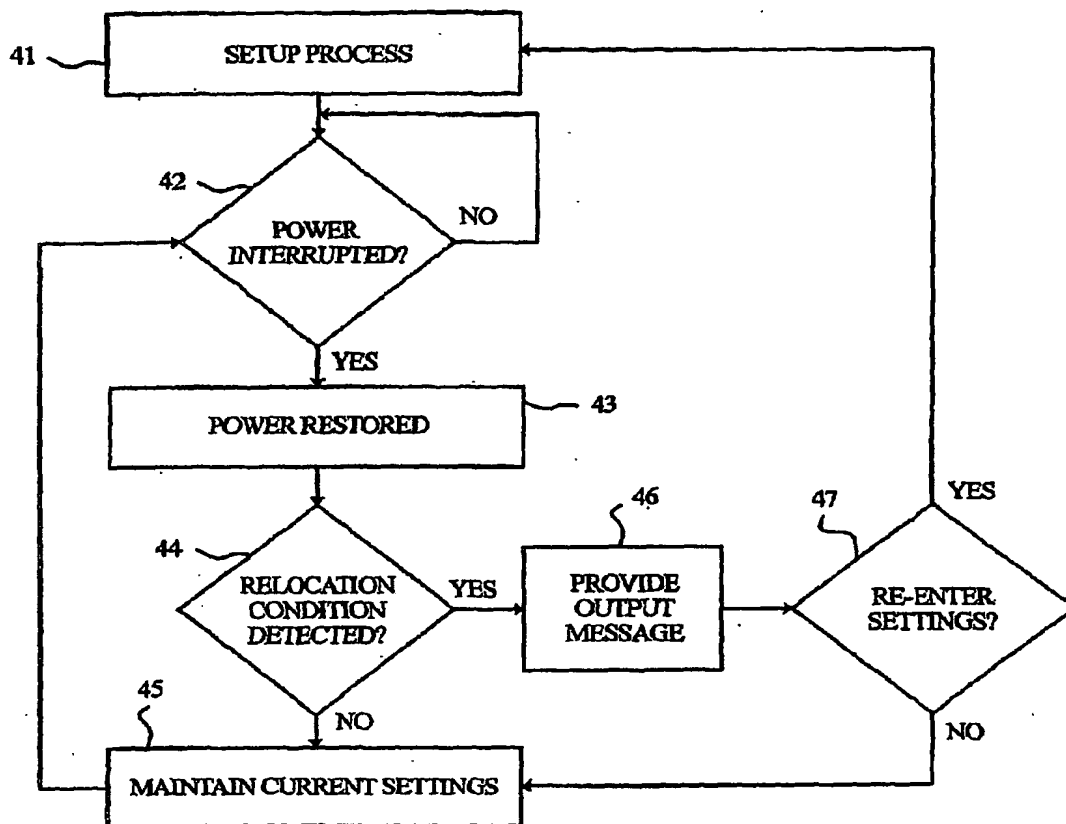 41
SETUP PROCESS
42
POWER
INTERRUPTED?
NO
YES
43
POWER RESTORED
44
RELOCATION
CONDITION
DETECTED?
YES
46
PROVIDE
OUTPUT
MESSAGE
47
RE-ENTER
SETTINGS?
YES
NO
45
NO
MAINTAIN CURRENT SETTINGS